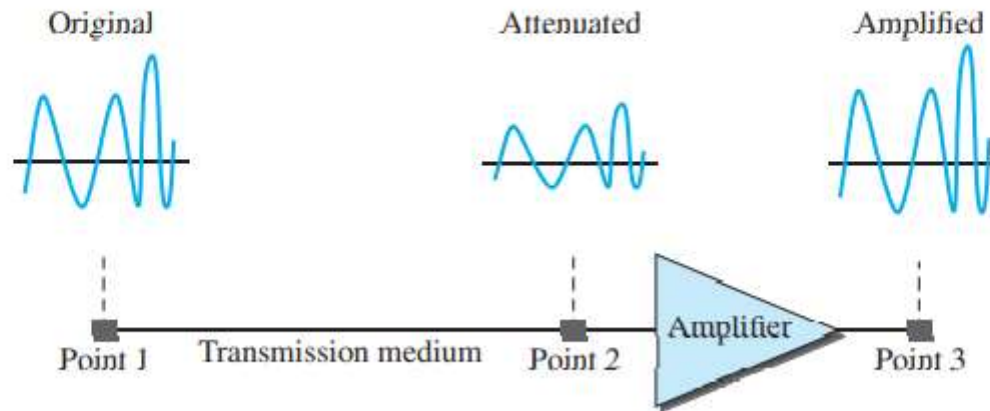 Original
Attenuated
Amplified
Amplifier
Point 1
Transmission medium
Point 2
Point 3